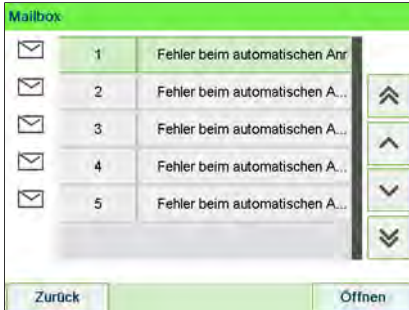 Mailbox
1 Fehler beim automatischen Anr
2 Fehler beim automatischen A...
3 Fehler beim automatischen A...
4 Fehler beim automatischen A...
5 Fehler beim automatischen A...
Zurück Öffnen